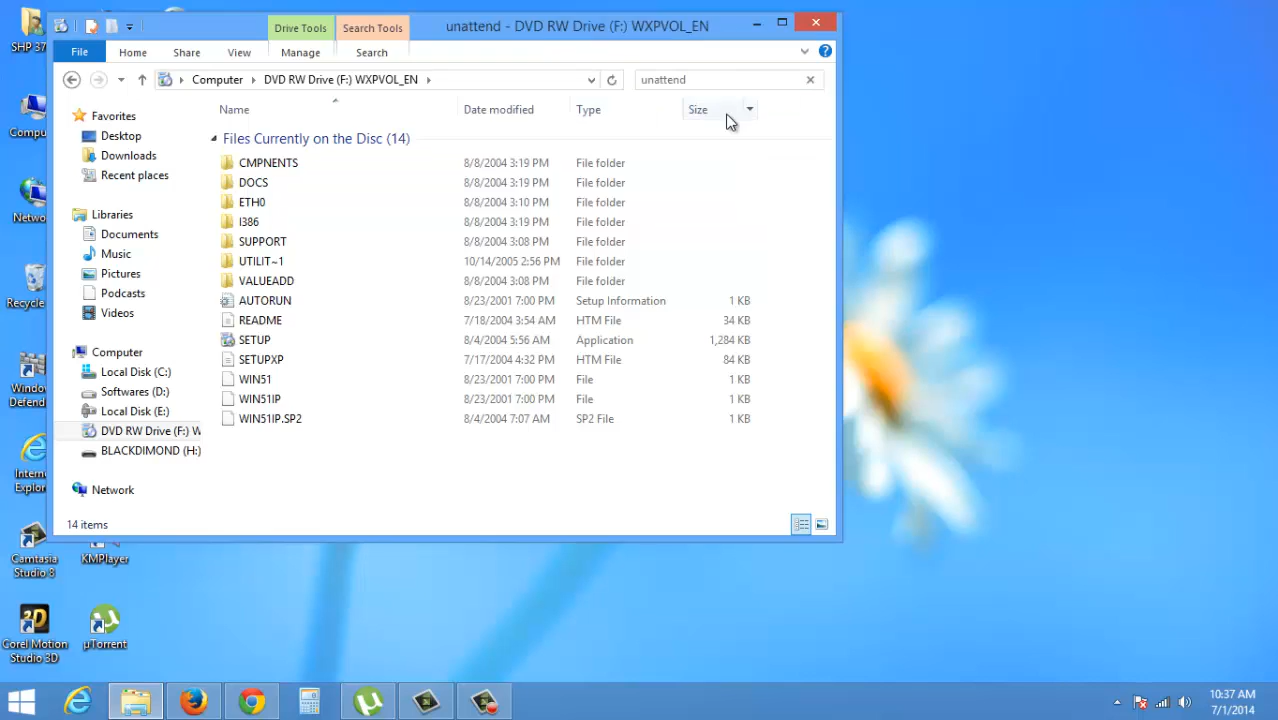 SHP 37
Compu
Netwo
Recycle
Windo
Defend
Intern
Explor
Camtasia
Studio 8
KMPlayer
Corel Motion
Studio 3D
µTorrent
Drive Tools
Search Tools
unattend - DVD RW Drive (F:) WXPVOL_EN
File
Home
Share
View
Manage
Search
Computer
DVD RW Drive (F:) WXPVOL_EN
unattend
Name
Date modified
Type
Size
Favorites
Desktop
Downloads
Recent places
Libraries
Documents
Music
Pictures
Podcasts
Videos
Computer
Local Disk (C:)
Softwares (D:)
Local Disk (E:)
DVD RW Drive (F:) W
BLACKDIMOND (H:)
Network
Files Currently on the Disc (14)
CMPNENTS 8/8/2004 3:19 PM File folder
DOCS 8/8/2004 3:19 PM File folder
ETH0 8/8/2004 3:10 PM File folder
I386 8/8/2004 3:19 PM File folder
SUPPORT 8/8/2004 3:08 PM File folder
UTILIT~1 10/14/2005 2:56 PM File folder
VALUEADD 8/8/2004 3:08 PM File folder
AUTORUN 8/23/2001 7:00 PM Setup Information 1 KB
README 7/18/2004 3:54 AM HTM File 34 KB
SETUP 8/4/2004 5:56 AM Application 1,284 KB
SETUPXP 7/17/2004 4:32 PM HTM File 84 KB
WIN51 8/23/2001 7:00 PM File 1 KB
WIN51IP 8/23/2001 7:00 PM File 1 KB
WIN51IP.SP2 8/4/2004 7:07 AM SP2 File 1 KB
14 items
10:37 AM
7/1/2014